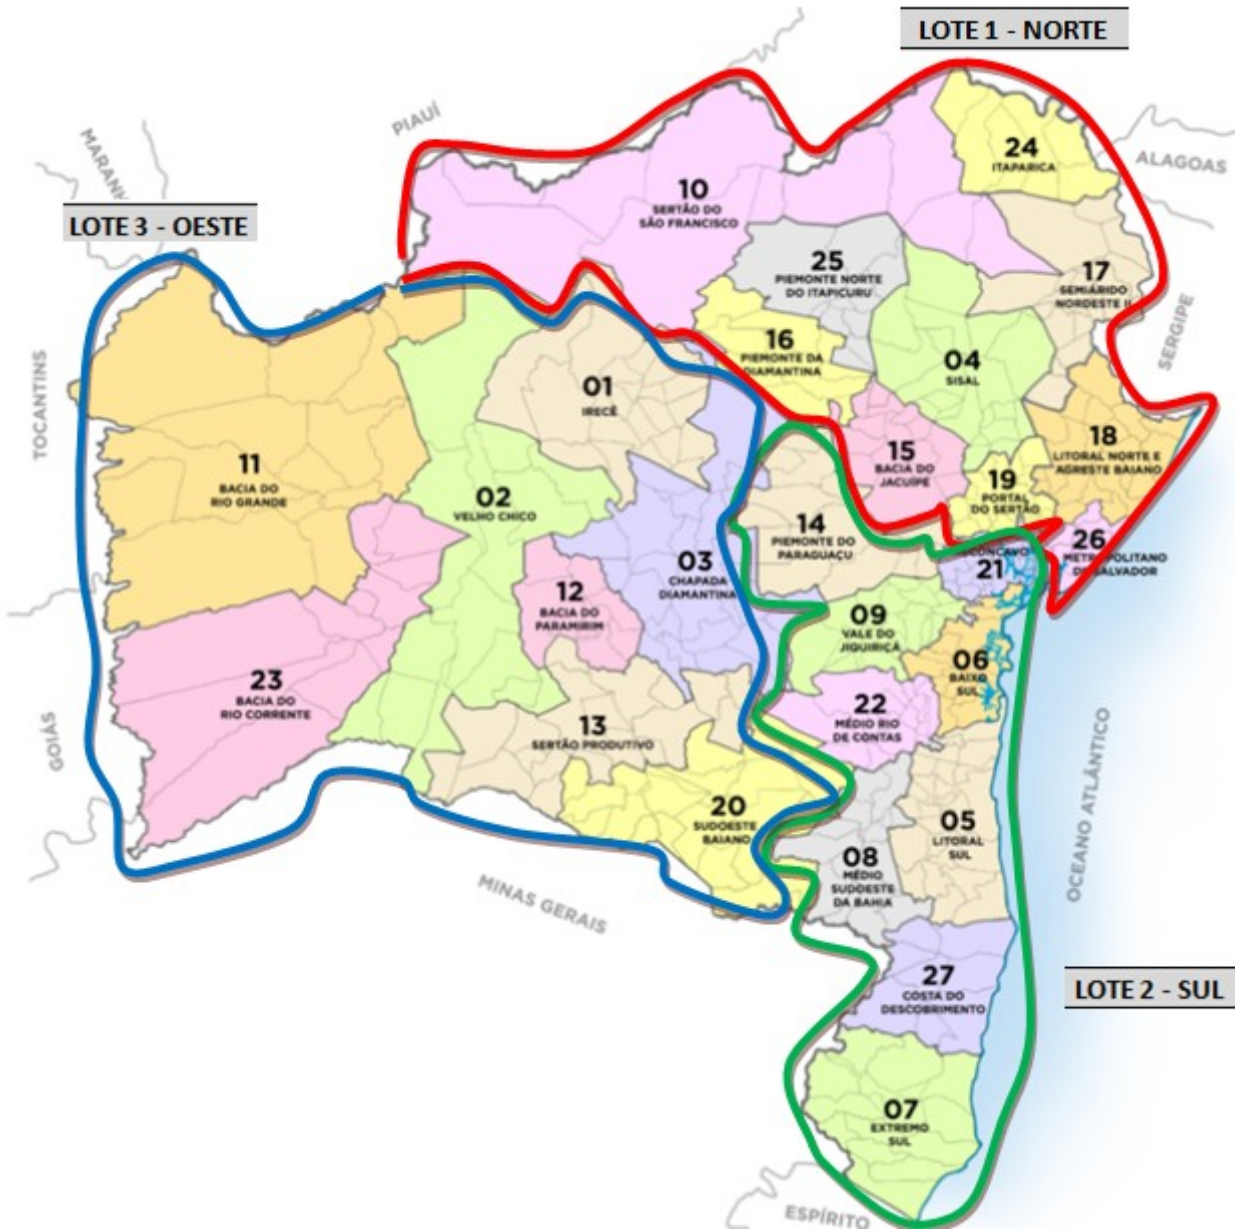 LOTE 1 - NORTE
PIAUÍ
ALAGOAS
24
ITAPARICA
10
SERTÃO DO
SÃO FRANCISCO
LOTE 3 - OESTE
25
PIEMONTE NORTE
DO ITAPICURU
17
SEMIÁRIDO
NORDESTE II
SERGIPE
16
PIEMONTE DA
DIAMANTINA
04
SISAL
01
IRECÊ
TOCANTINS
11
BACIA DO
RIO GRANDE
02
VELHO CHICO
15
BACIA DO
JACUÍPE
18
LITORAL NORTE E
AGRESTE BAIANO
19
PORTAL
DO SERTÃO
14
PIEMONTE DO
PARAGUAÇU
26
21
03
CHAPADA
DIAMANTINA
12
BACIA DO
PARAMIRIM
09
VALE DO
JIQUIRIÇÁ
06
BAIXO
SUL
23
BACIA DO
RIO CORRENTE
22
MÉDIO RIO
DE CONTAS
13
SERTÃO PRODUTIVO
GOIÁS
20
SUDOESTE
BAIANO
05
LITORAL
SUL
OCEANO ATLÂNTICO
08
MÉDIO
SUDOESTE
DA BAHIA
MINAS GERAIS
27
COSTA DO
DESCOBRIMENTO
LOTE 2 - SUL
07
EXTREMO
SUL
ESPÍRITO